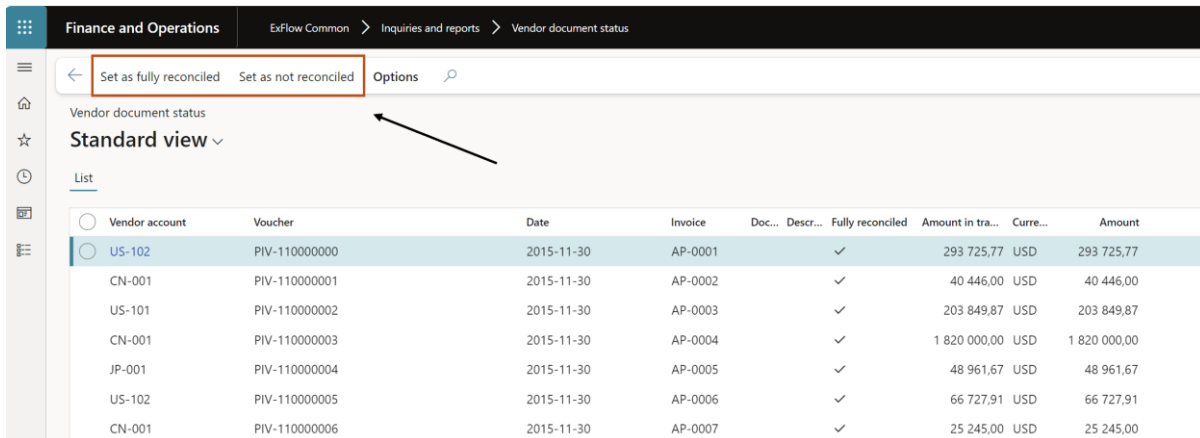 Finance and Operations ExFlow Common > Inquiries and reports > Vendor document status
Set as fully reconciled Set as not reconciled Options
Vendor document status
Standard view
List
Vendor account Voucher Date Invoice Doc... Descr... Fully reconciled Amount in tra... Curre... Amount
US-102 PIV-110000000 2015-11-30 AP-0001 293 725,77 USD 293 725,77
CN-001 PIV-110000001 2015-11-30 AP-0002 40 446,00 USD 40 446,00
US-101 PIV-110000002 2015-11-30 AP-0003 203 849,87 USD 203 849,87
CN-001 PIV-110000003 2015-11-30 AP-0004 1 820 000,00 USD 1 820 000,00
JP-001 PIV-110000004 2015-11-30 AP-0005 48 961,67 USD 48 961,67
US-102 PIV-110000005 2015-11-30 AP-0006 66 727,91 USD 66 727,91
CN-001 PIV-110000006 2015-11-30 AP-0007 25 245,00 USD 25 245,00